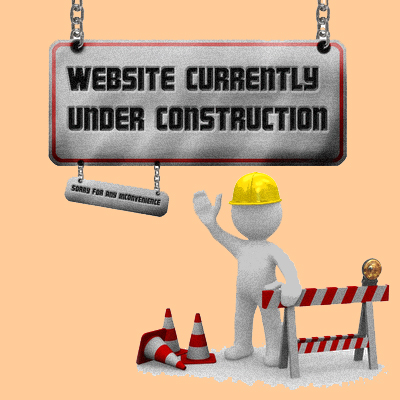 WEBSITE CURRENTLY
UNDER CONSTRUCTION
SORRY FOR ANY INCONVENIENCE